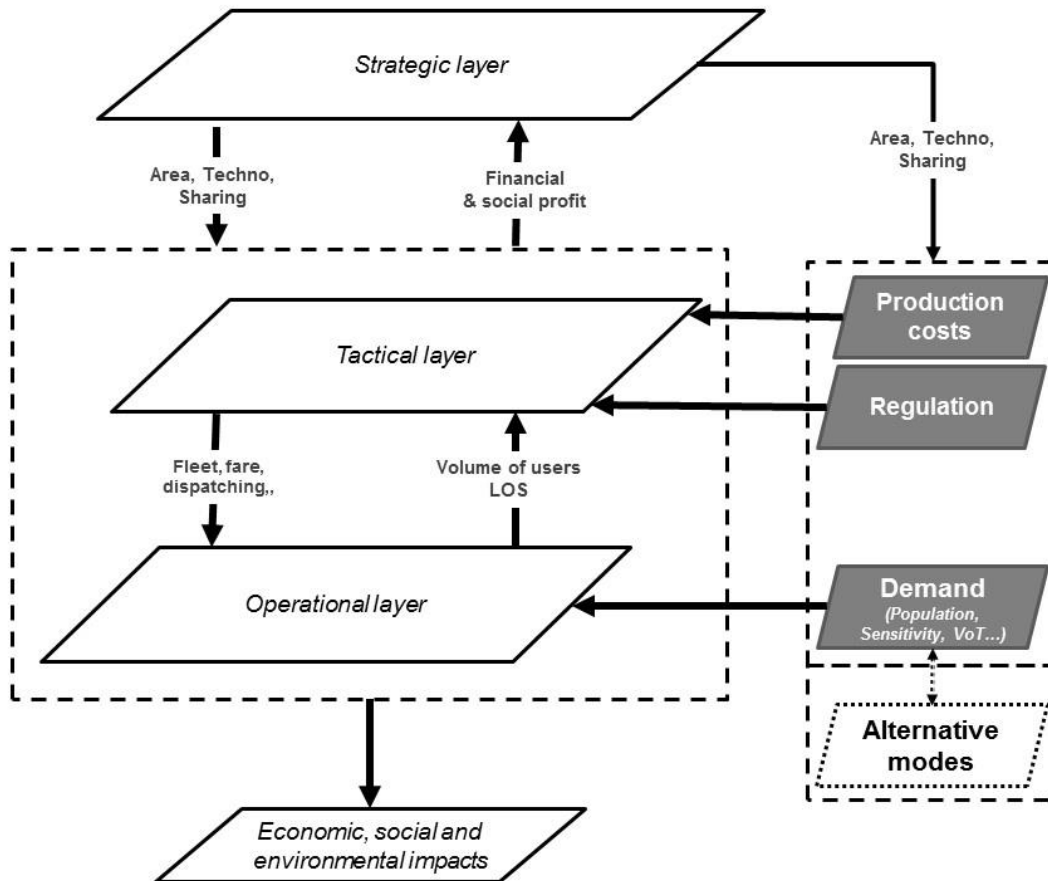 Strategic layer
Area, Techno,
Sharing
Financial
& social profit
Area, Techno,
Sharing
Production
costs
Tactical layer
Regulation
Fleet, fare,
dispatching,,
Volume of users
LOS
Operational layer
Demand
(Population,
Sensitivity, VoT...)
Alternative
modes
Economic, social and
environmental impacts